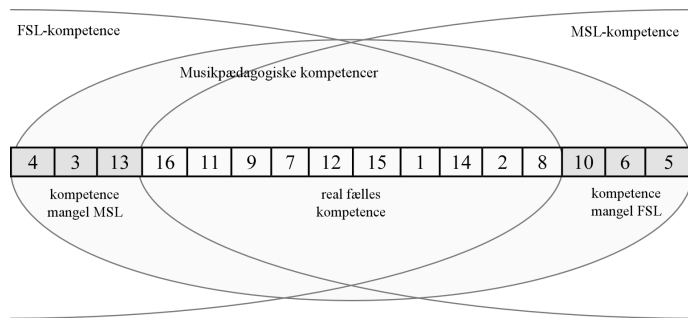 FSL-kompetence
MSL-kompetence
Musikpædagogiske kompetencer
4 3 13 16 11 9 7 12 15 1 14 2 8 10 6 5
kompetence
mangel MSL
real fælles
kompetence
kompetence
mangel FSL